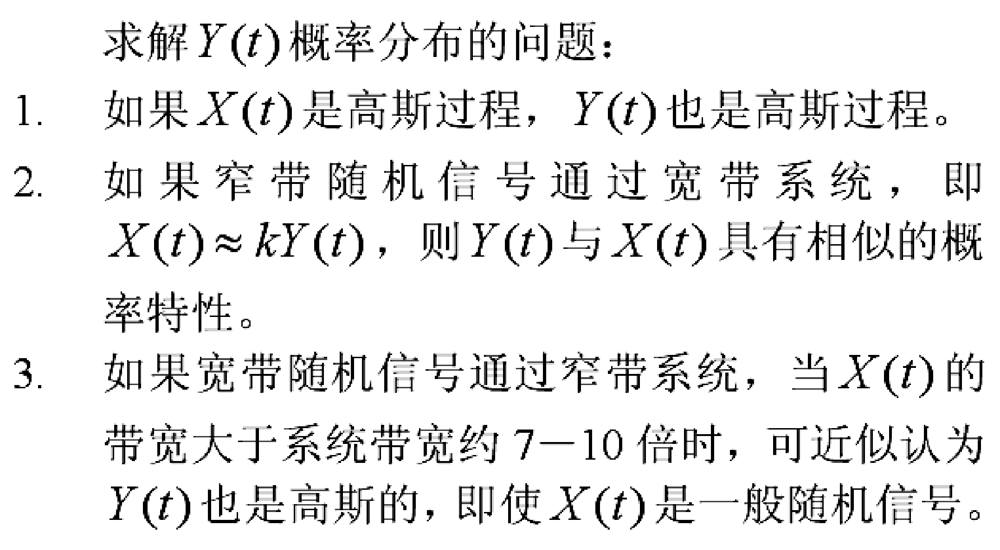 求解Y(t)概率分布的问题：
1. 如果X(t)是高斯过程，Y(t)也是高斯过程。
2. 如果窄带随机信号通过宽带系统，即
X(t)≈kY(t)，则Y(t)与X(t)具有相似的概
率特性。
3. 如果宽带随机信号通过窄带系统，当X(t)的
带宽大于系统带宽约7－10倍时，可近似认为
Y(t)也是高斯的，即使X(t)是一般随机信号。